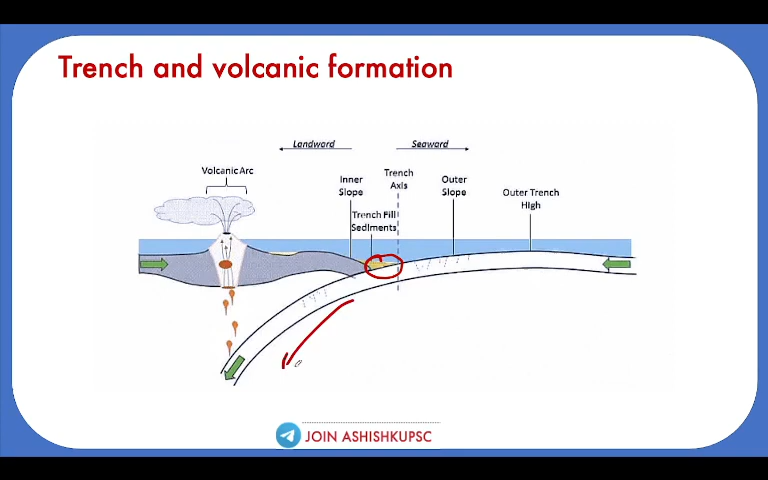 Trench and volcanic formation
Landward
Seaward
Volcanic Arc
Inner
Slope
Trench
Axis
Outer
Slope
Outer Trench
High
Trench Fill
Sediments
JOIN ASHISHKUPSC